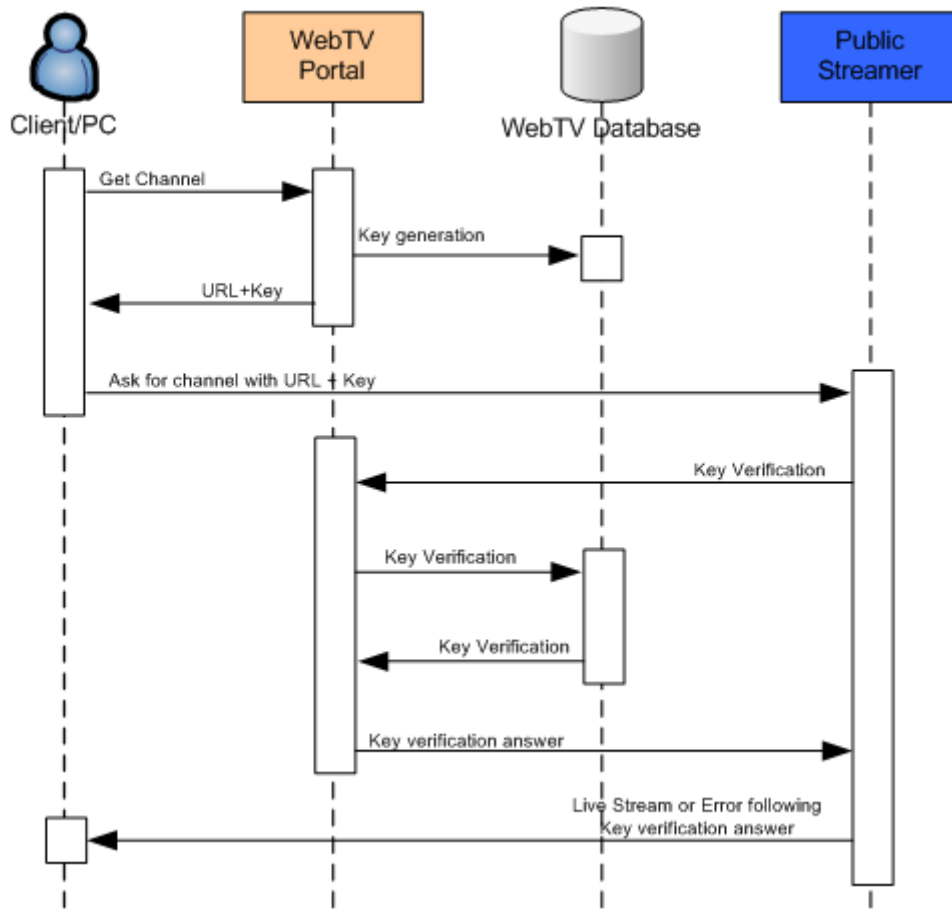 WebTV
Portal
Public
Streamer
Client/PC
WebTV Database
Get Channel
Key generation
URL+Key
Ask for channel with URL + Key
Key Verification
Key Verification
Key Verification
Key verification answer
Live Stream or Error following
Key verification answer